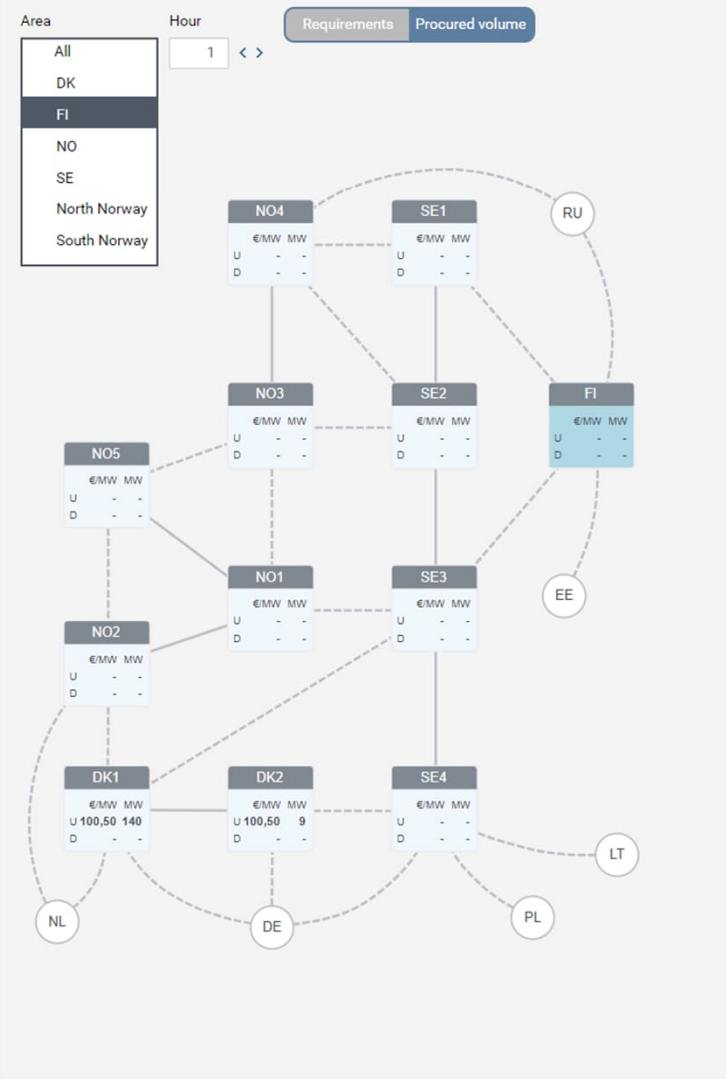 Area
Hour
Requirements Procured volume
All
1 < >
DK
FI
NO
SE
North Norway
South Norway
NO4
€/MW MW
U - -
D - -
SE1
€/MW MW
U - -
D - -
RU
NO3
€/MW MW
U - -
D - -
SE2
€/MW MW
U - -
D - -
FI
€/MW MW
U - -
D - -
NO5
€/MW MW
U - -
D - -
NO1
€/MW MW
U - -
D - -
SE3
€/MW MW
U - -
D - -
EE
NO2
€/MW MW
U - -
D - -
DK1
€/MW MW
U 100,50 140
D - -
DK2
€/MW MW
U 100,50 9
D - -
SE4
€/MW MW
U - -
D - -
LT
NL
DE
PL